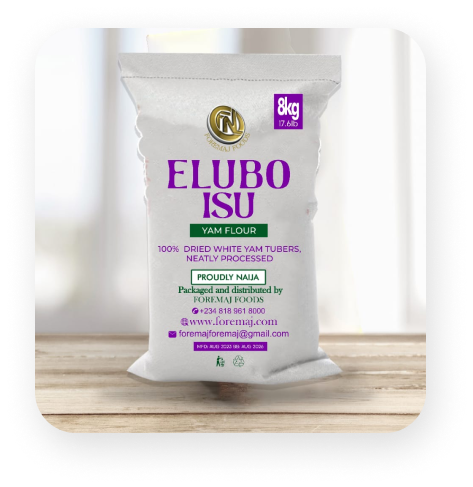 8kg
17.6lb
FOREMAJ FOODS
ELUBO
ISU
YAM FLOUR
100% DRIED WHITE YAM TUBERS,
NEATLY PROCESSED
PROUDLY NAIJA
Packaged and distributed by
FOREMAJ FOODS
+234 818 961 8000
www.foremaj.com
foremajforemaj@gmail.com